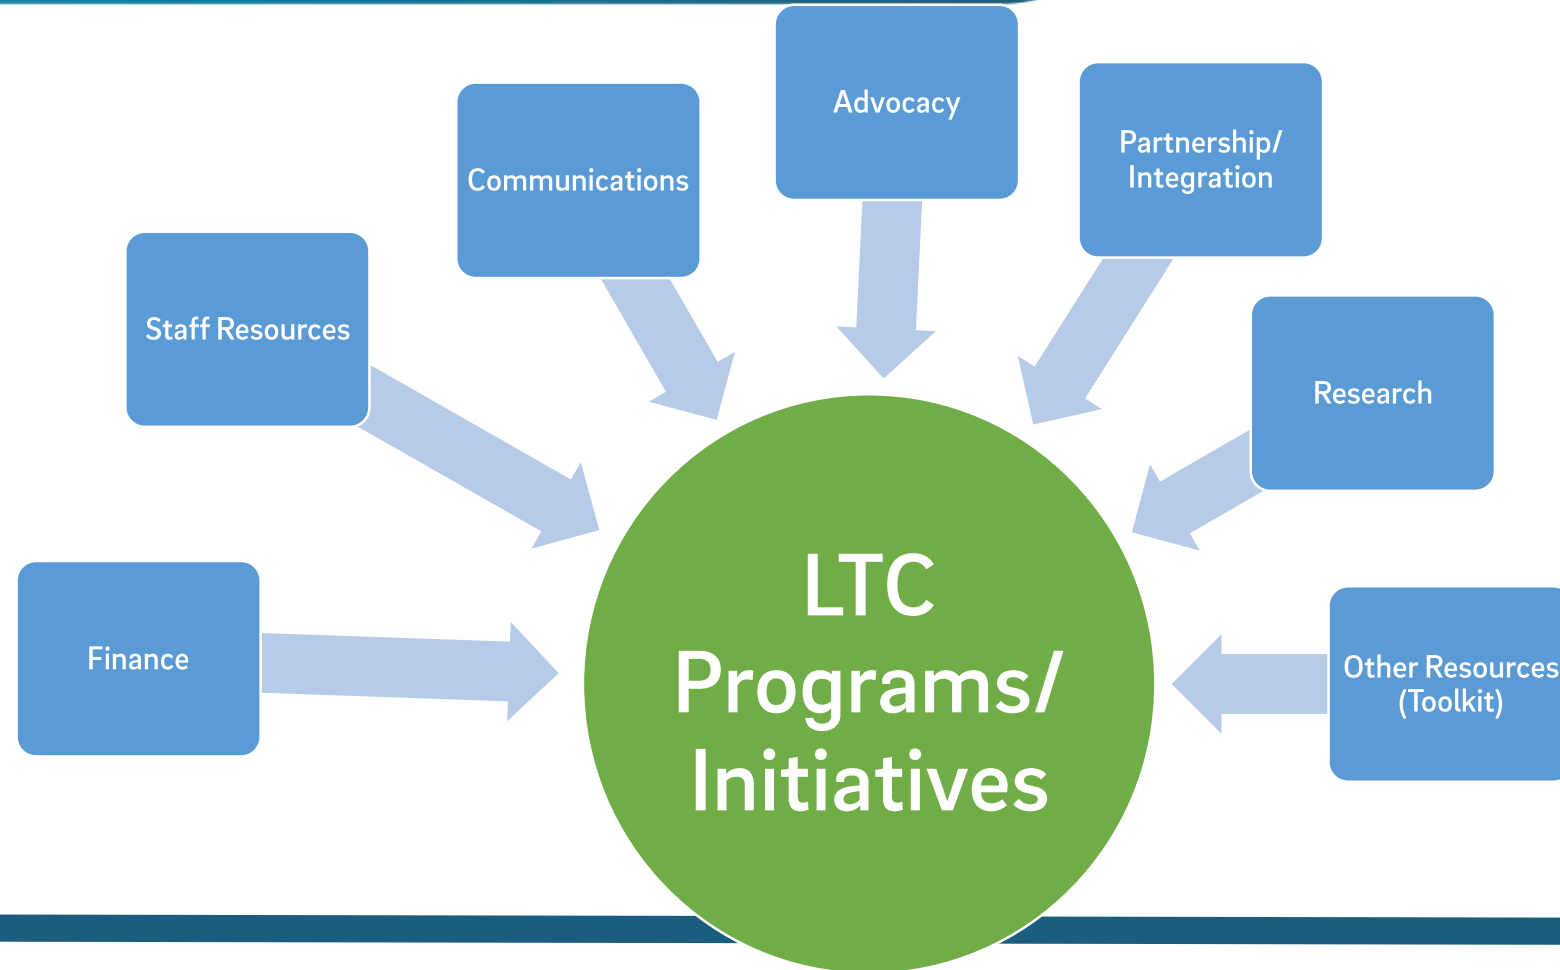 Advocacy
Partnership/
Integration
Communications
Staff Resources
Research
Finance
Other Resources
(Toolkit)
LTC
Programs/
Initiatives